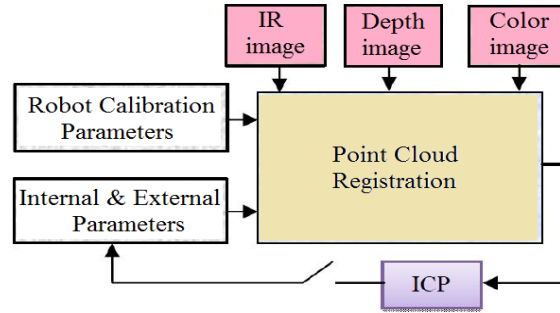 IR
image
Depth
image
Color
image
Robot Calibration
Parameters
Point Cloud
Registration
Internal & External
Parameters
ICP